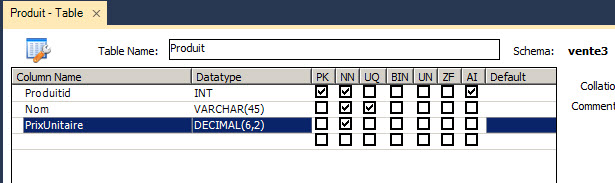 Produit - Table ×
Table Name: Produit Schema: vente3
Column Name Datatype PK NN UQ BIN UN ZF AI Default
Collatio
Produitid INT
Nom VARCHAR(45)
Comment
PrixUnitaire DECIMAL(6,2)